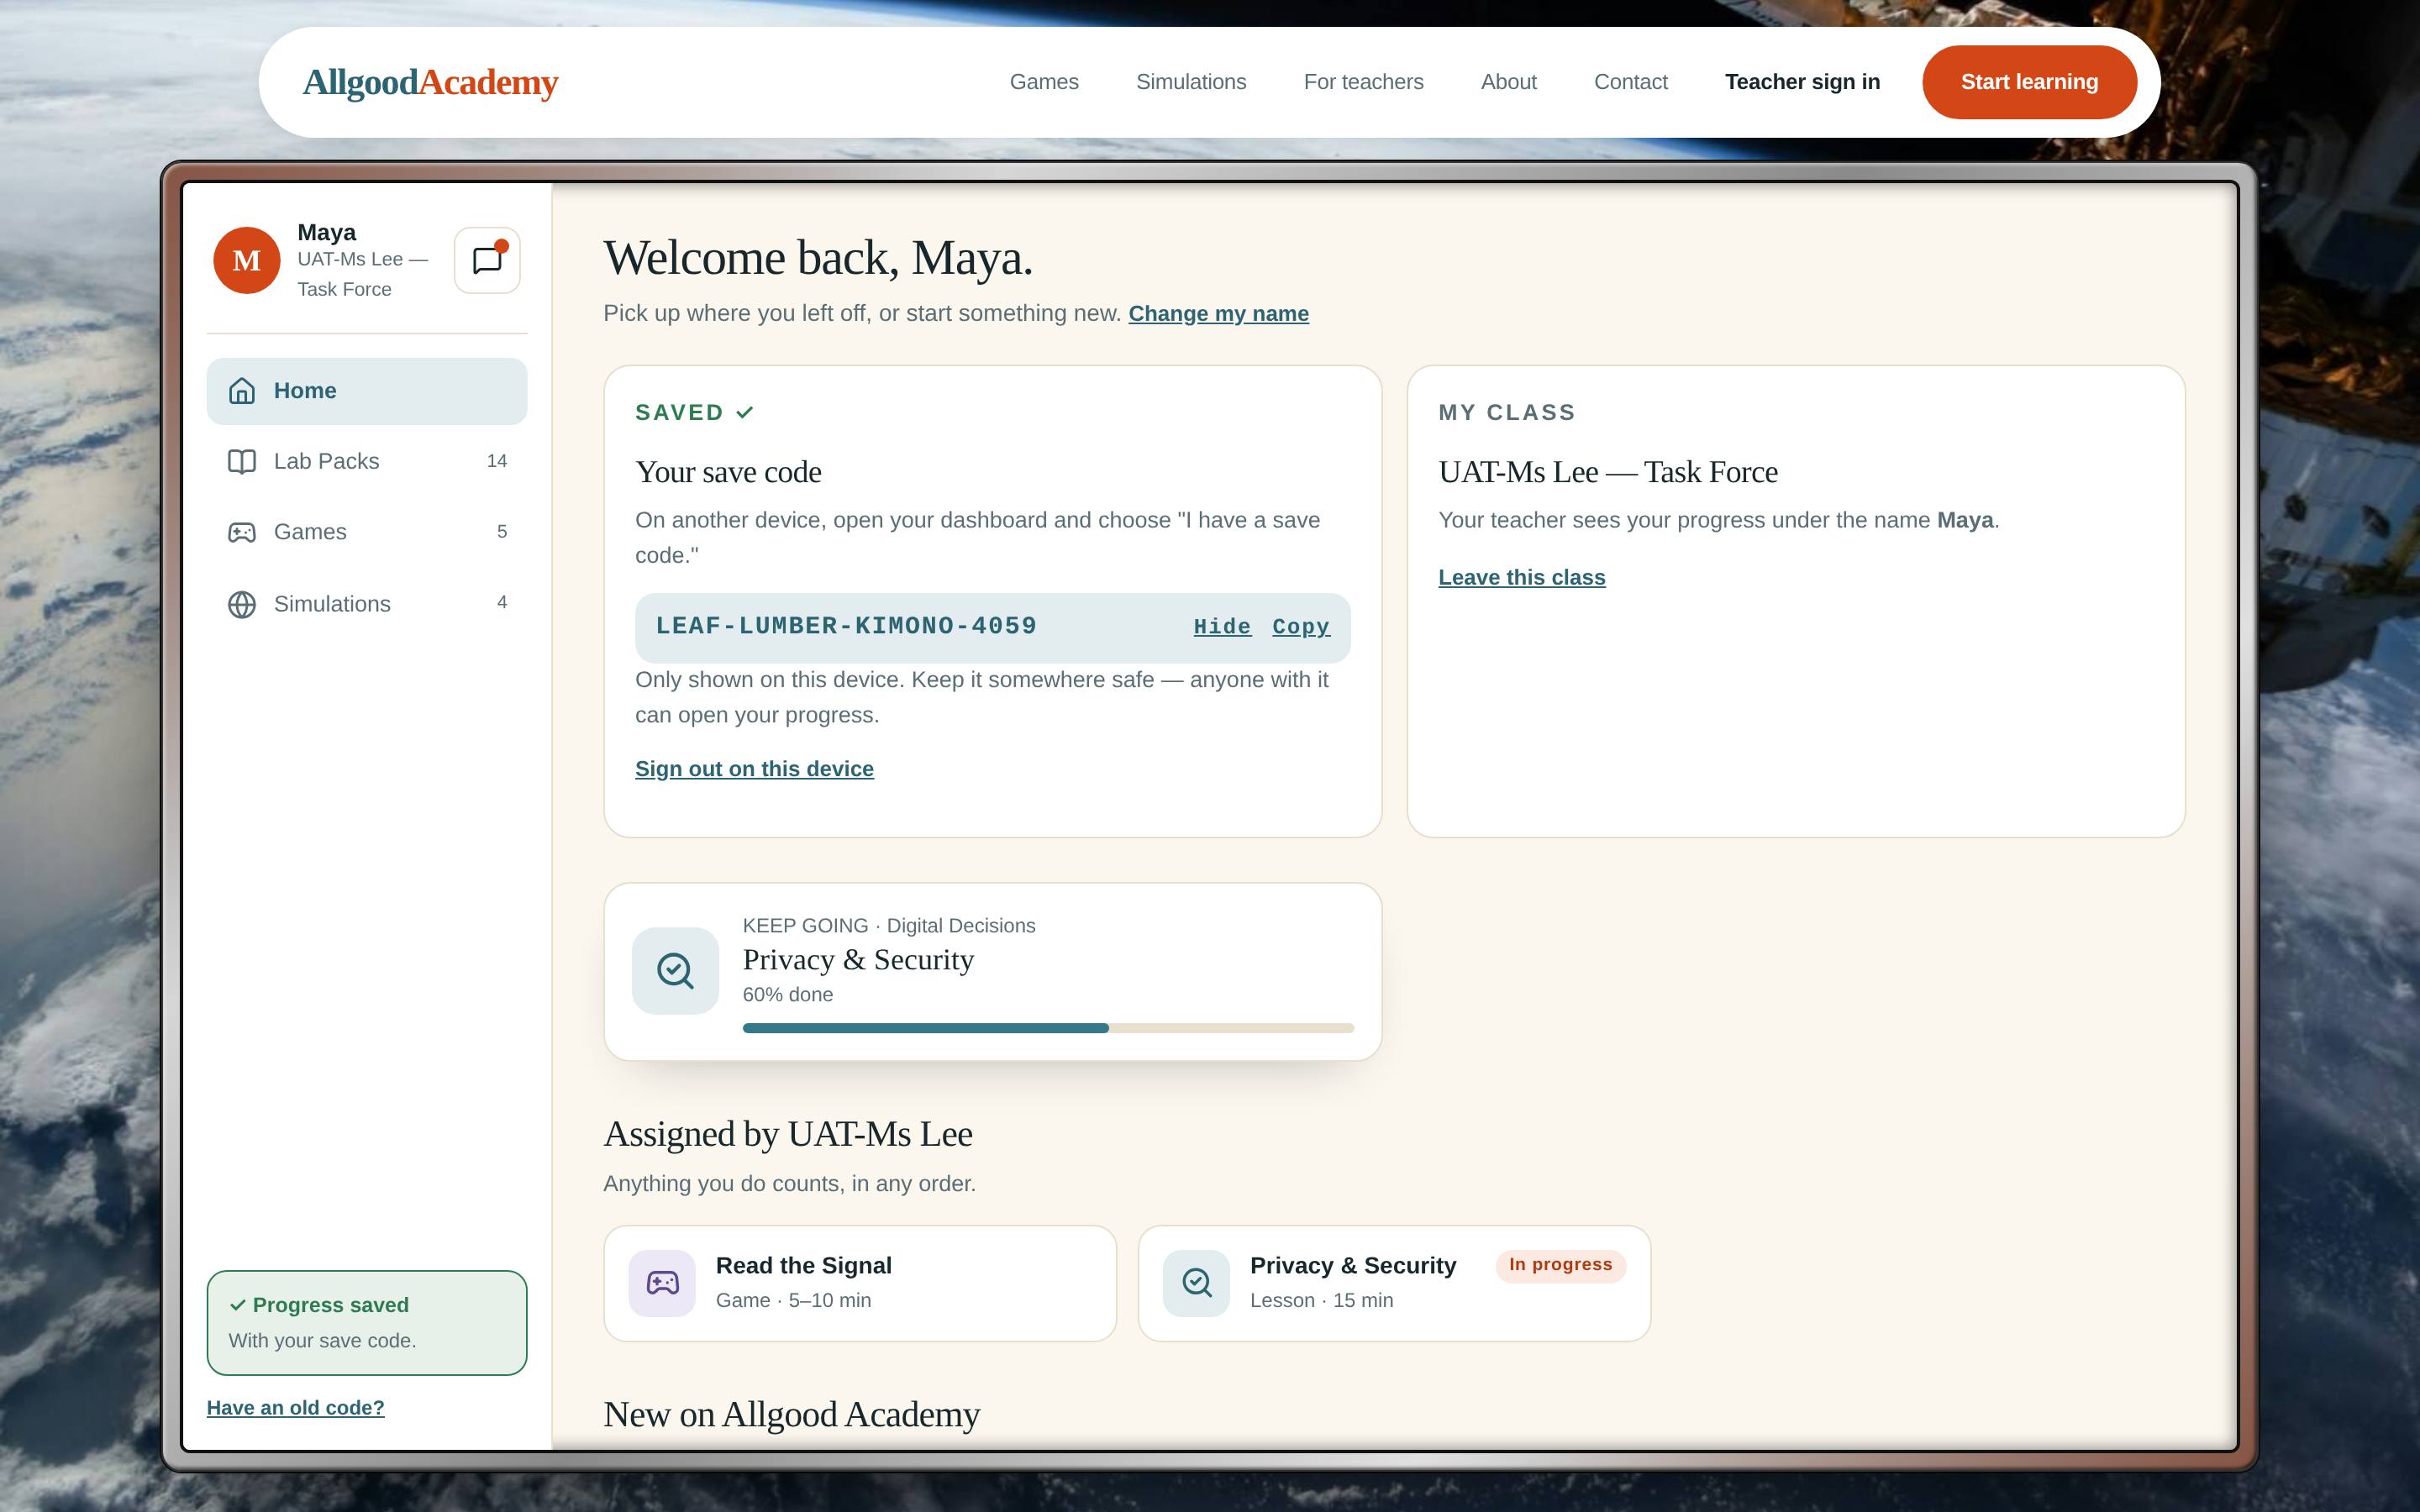 AllgoodAcademy
Games
Simulations
For teachers
About
Contact
Teacher sign in
Start learning
M
Maya
UAT-Ms Lee —
Task Force
Home
Lab Packs
14
Games
5
Simulations
4
✓ Progress saved
With your save code.
Have an old code?
Welcome back, Maya.
Pick up where you left off, or start something new. Change my name
SAVED ✓
Your save code
On another device, open your dashboard and choose "I have a save
code."
LEAF-LUMBER-KIMONO-4059
Hide
Copy
Only shown on this device. Keep it somewhere safe — anyone with it
can open your progress.
Sign out on this device
MY CLASS
UAT-Ms Lee — Task Force
Your teacher sees your progress under the name Maya.
Leave this class
KEEP GOING · Digital Decisions
Privacy & Security
60% done
Assigned by UAT-Ms Lee
Anything you do counts, in any order.
Read the Signal
Game · 5–10 min
Privacy & Security
In progress
Lesson · 15 min
New on Allgood Academy